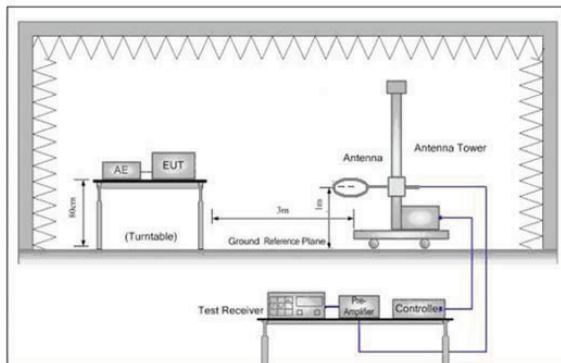 Antenna Tower
Antenna
EUT
AE
80cm
(Turntable)
3m
1m
Ground Reference Plane
Test Receiver
Pre-
Amplifier
Controller